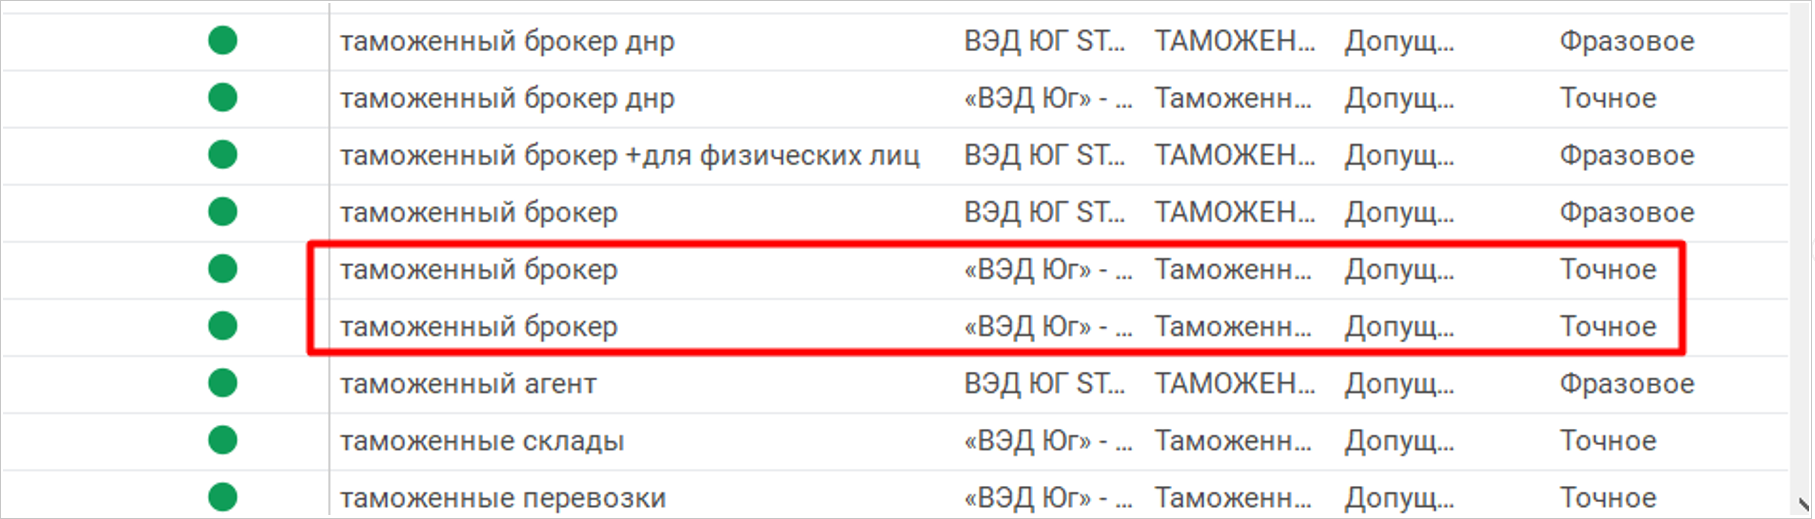 таможенный брокер днр ВЭД ЮГ ST... ТАМОЖЕН... Допущ... Фразовое
таможенный брокер днр «ВЭД Юг» - ... Таможенн... Допущ... Точное
таможенный брокер +для физических лиц ВЭД ЮГ ST... ТАМОЖЕН... Допущ... Фразовое
таможенный брокер ВЭД ЮГ ST... ТАМОЖЕН... Допущ... Фразовое
таможенный брокер «ВЭД Юг» - ... Таможенн... Допущ... Точное
таможенный брокер «ВЭД Юг» - ... Таможенн... Допущ... Точное
таможенный агент ВЭД ЮГ ST... ТАМОЖЕН... Допущ... Фразовое
таможенные склады «ВЭД Юг» - ... Таможенн... Допущ... Точное
таможенные перевозки «ВЭД Юг» - ... Таможенн... Допущ... Точное